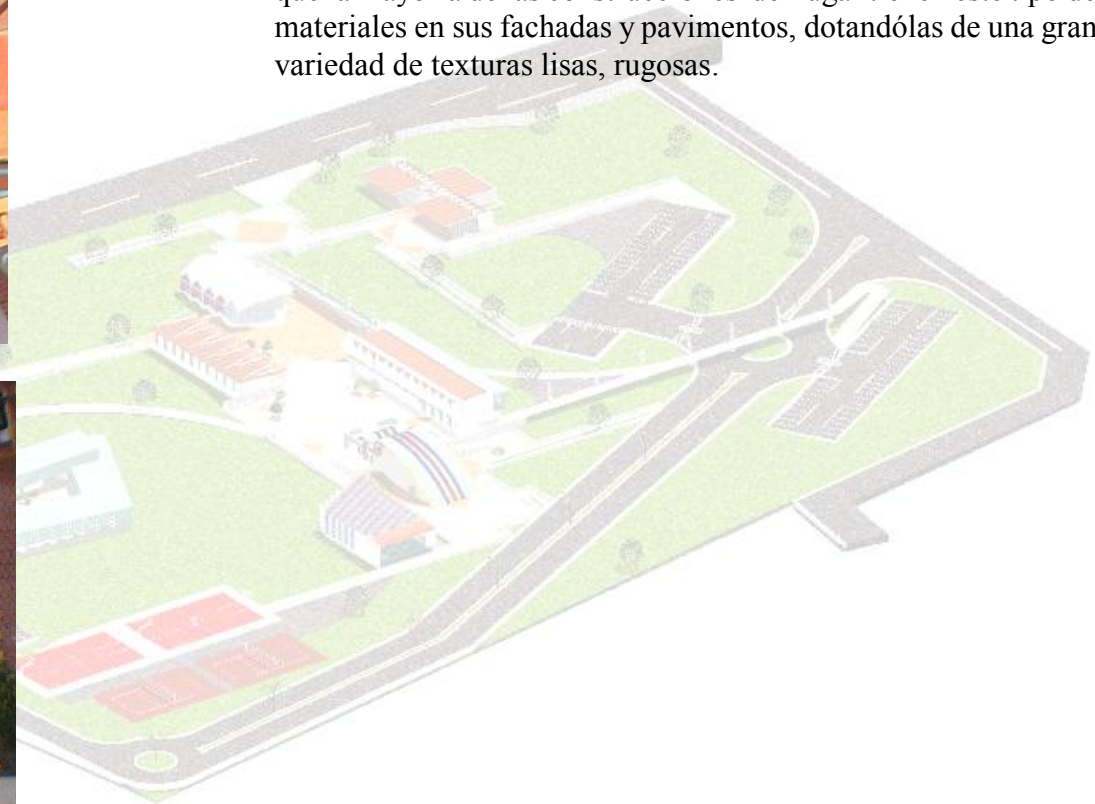 materiales en sus fachadas y pavimentos, dotandólas de una gran
variedad de texturas lisas, rugosas.